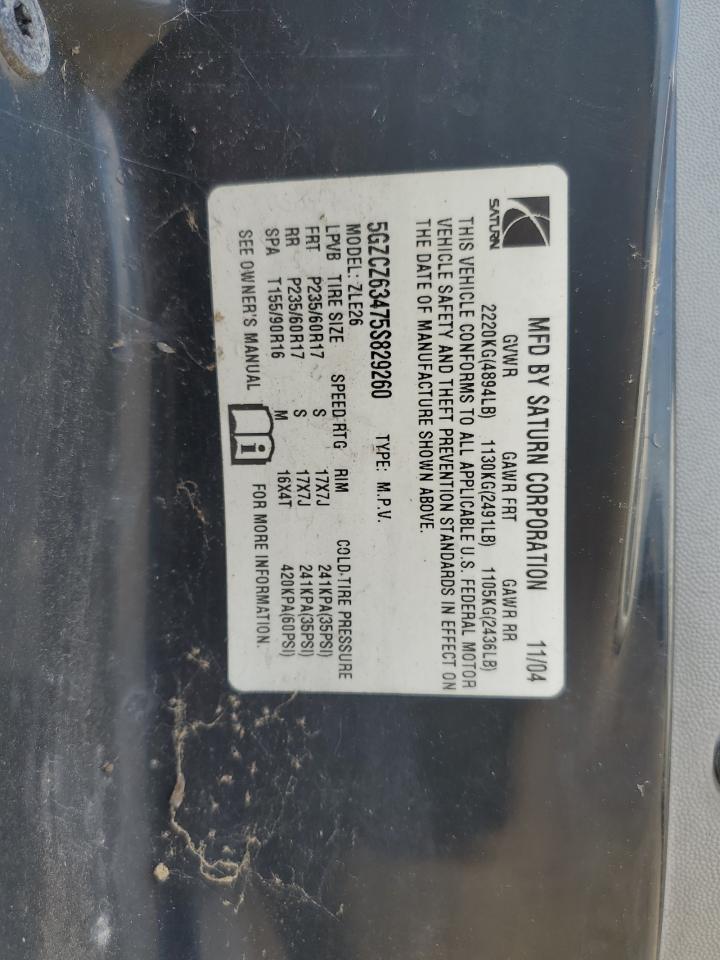 SATURN
MFD BY SATURN CORPORATION 11/04
GVWR GAWR FRT GAWR RR
2220KG(4894LB) 1130KG(2491LB) 1105KG(2436LB)
THIS VEHICLE CONFORMS TO ALL APPLICABLE U.S. FEDERAL MOTOR
VEHICLE SAFETY AND THEFT PREVENTION STANDARDS IN EFFECT ON
THE DATE OF MANUFACTURE SHOWN ABOVE.
5GZCZ63475S829260 TYPE: M.P.V.
MODEL: ZLE26
LPVB TIRE SIZE SPEED RTG RIM COLD-TIRE PRESSURE
FRT P235/60R17 S 17X7J 241KPA(35PSI)
RR P235/60R17 S 17X7J 241KPA(35PSI)
SPA T155/90R16 M 16X4T 420KPA(60PSI)
SEE OWNER'S MANUAL i FOR MORE INFORMATION.